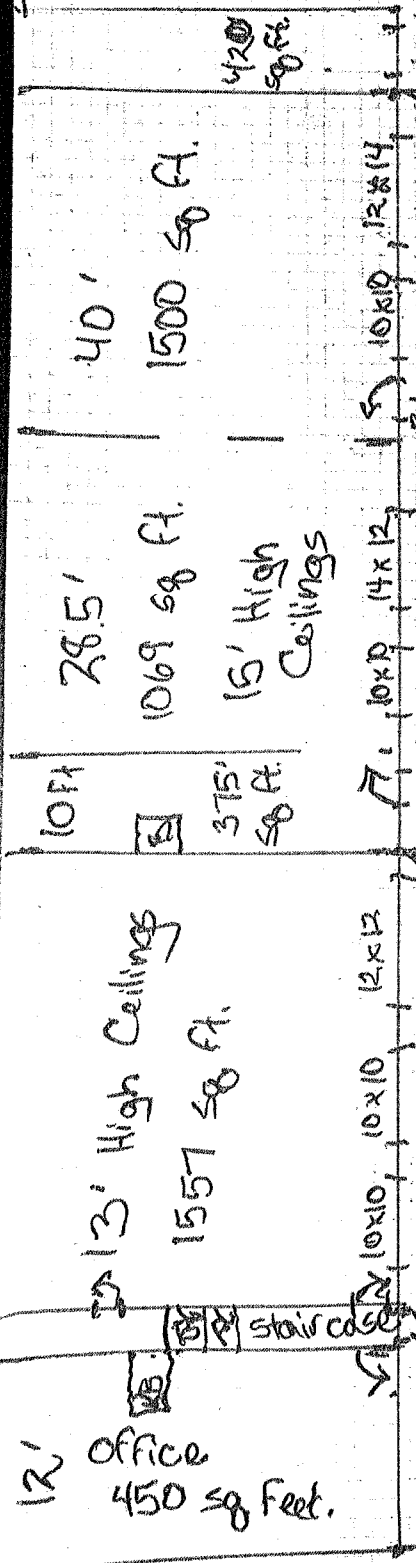 12'
Office
450 sq Feet.
staircase
13' High Ceilings
1557 sq ft.
10x10 10x10 12x12
10 Ft
375'
sq ft.
28.5'
1069 sq ft.
15' High
Ceilings
10x10 14x12
40'
1500 sq ft.
10x10 12x14
420
sq ft.